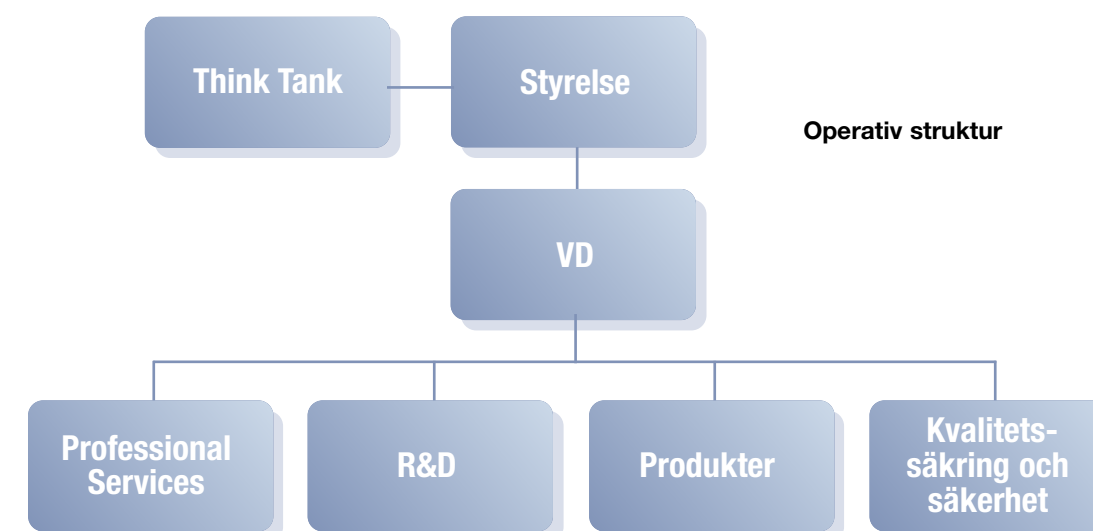 Think Tank
Styrelse
Operativ struktur
VD
Professional
Services
R&D
Produkter
Kvalitets-
säkring och
säkerhet